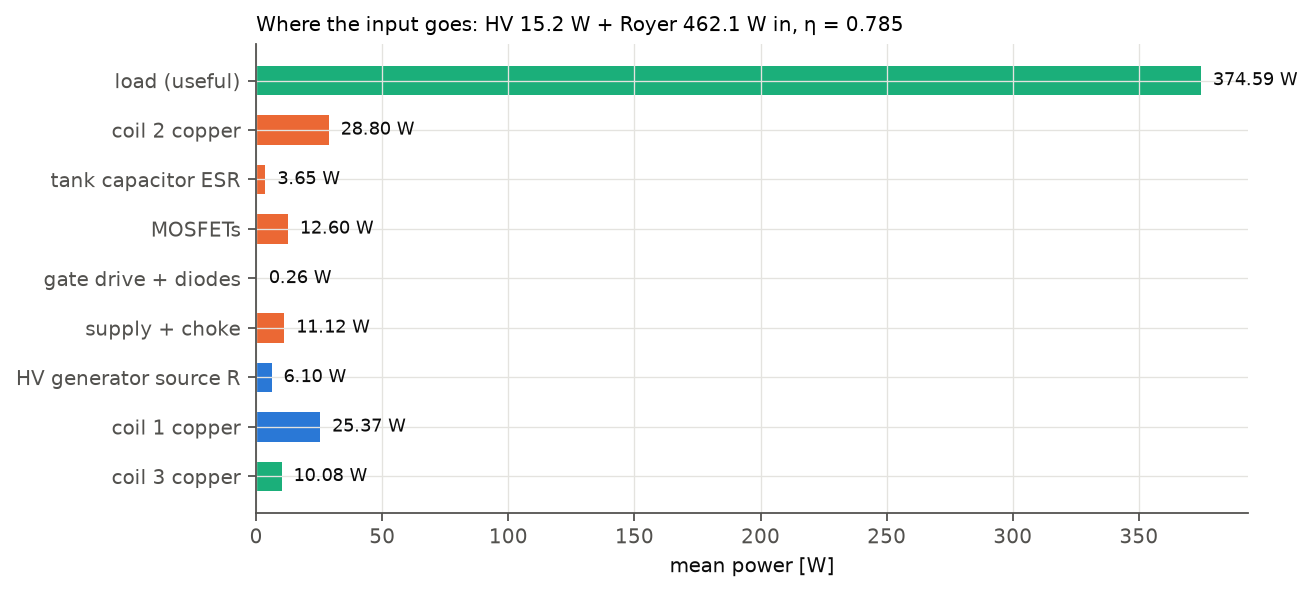 Where the input goes: HV 15.2 W + Royer 462.1 W in, η = 0.785
load (useful) 374.59 W
coil 2 copper 28.80 W
tank capacitor ESR 3.65 W
MOSFETs 12.60 W
gate drive + diodes 0.26 W
supply + choke 11.12 W
HV generator source R 6.10 W
coil 1 copper 25.37 W
coil 3 copper 10.08 W
0 50 100 150 200 250 300 350
mean power [W]